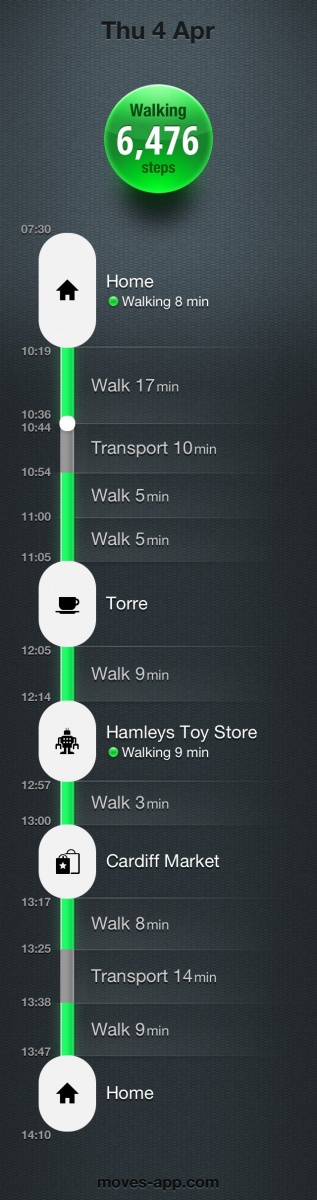 Thu 4 Apr
Walking
6,476
steps
07:30
Home
Walking 8 min
10:19
Walk 17min
10:36
10:44
Transport 10min
10:54
Walk 5min
11:00
Walk 5min
11:05
Torre
12:05
Walk 9min
12:14
Hamleys Toy Store
Walking 9 min
12:57
Walk 3min
13:00
Cardiff Market
13:17
Walk 8min
13:25
Transport 14min
13:38
Walk 9min
13:47
Home
14:10
moves-app.com